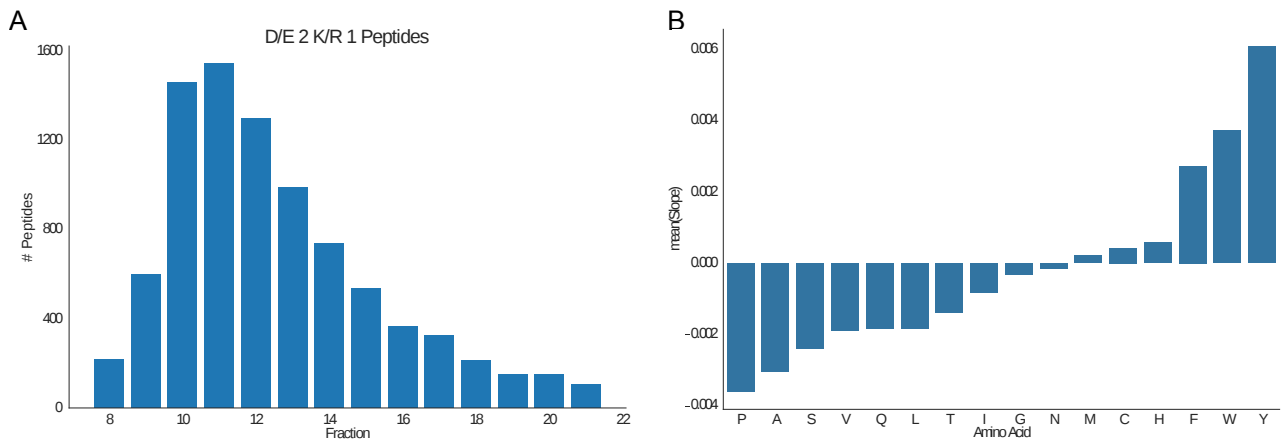 A
D/E 2 K/R 1 Peptides
1600
1200
800
400
0
# Peptides
8 10 12 14 16 18 20 22
Fraction
B
0.006
0.004
0.002
0.000
−0.002
−0.004
mean(Slope)
P A S V Q L T I G N M C H F W Y
Amino Acid